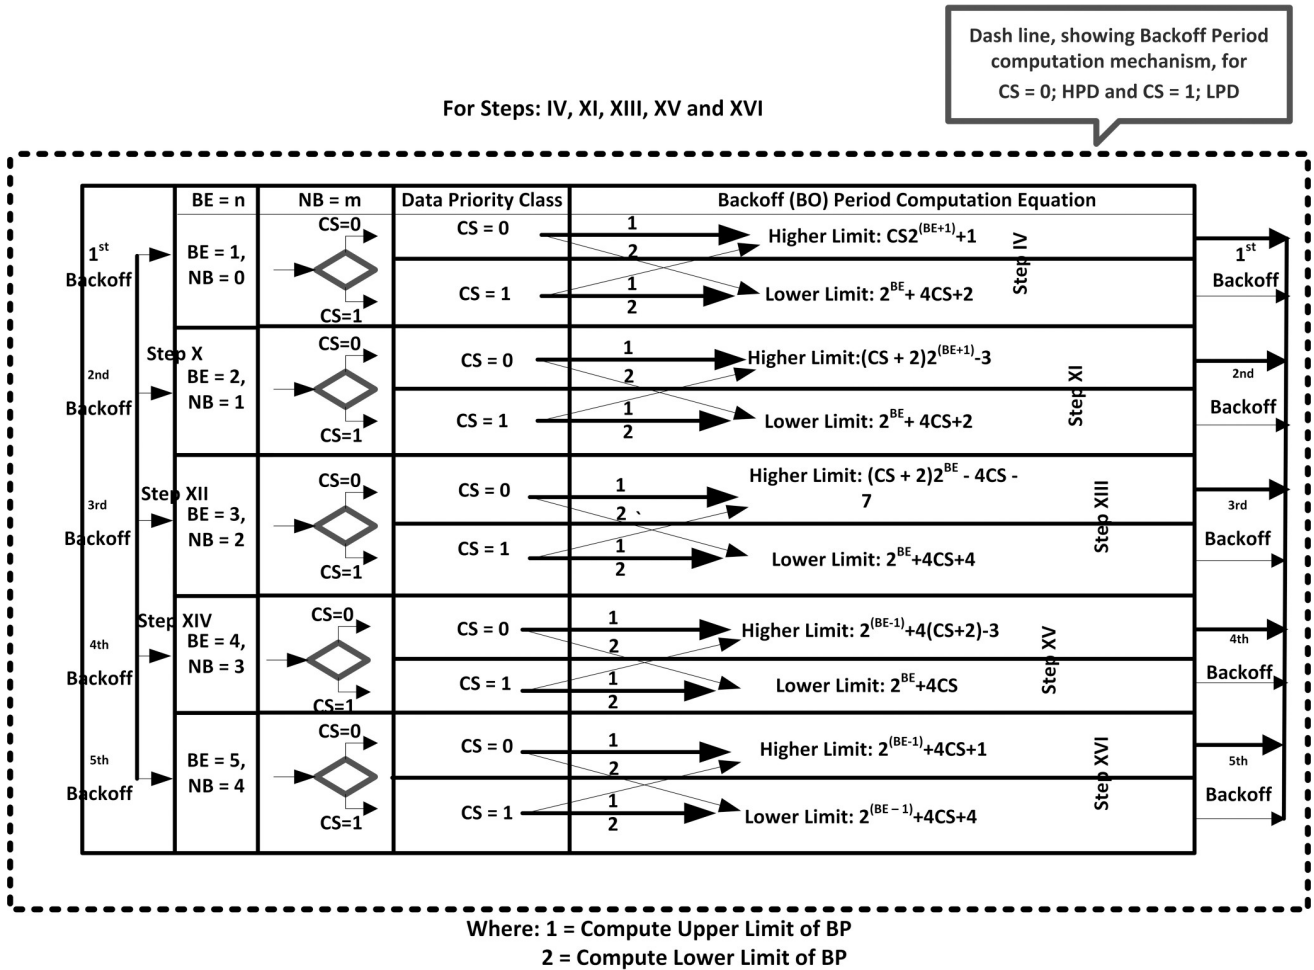 Dash line, showing Backoff Period
computation mechanism, for
CS = 0; HPD and CS = 1; LPD
For Steps: IV, XI, XIII, XV and XVI
BE = n
NB = m
Data Priority Class
Backoff (BO) Period Computation Equation
1st
Backoff
BE = 1,
NB = 0
CS=0
CS=1
CS = 0
CS = 1
1
2
1
2
Higher Limit: CS2^(BE+1)+1
Lower Limit: 2^BE+ 4CS+2
Step IV
1st
Backoff
Step X
2nd
Backoff
BE = 2,
NB = 1
CS=0
CS=1
CS = 0
CS = 1
1
2
1
2
Higher Limit:(CS + 2)2^(BE+1)-3
Lower Limit: 2^BE+ 4CS+2
Step XI
2nd
Backoff
Step XII
3rd
Backoff
BE = 3,
NB = 2
CS=0
CS=1
CS = 0
CS = 1
1
2 `
1
2
Higher Limit: (CS + 2)2^BE - 4CS -
7
Lower Limit: 2^BE+4CS+4
Step XIII
3rd
Backoff
Step XIV
4th
Backoff
BE = 4,
NB = 3
CS=0
CS=1
CS = 0
CS = 1
1
2
1
2
Higher Limit: 2^(BE-1)+4(CS+2)-3
Lower Limit: 2^BE+4CS
Step XV
4th
Backoff
5th
Backoff
BE = 5,
NB = 4
CS=0
CS=1
CS = 0
CS = 1
1
2
1
2
Higher Limit: 2^(BE-1)+4CS+1
Lower Limit: 2^(BE – 1)+4CS+4
Step XVI
5th
Backoff
Where: 1 = Compute Upper Limit of BP
2 = Compute Lower Limit of BP